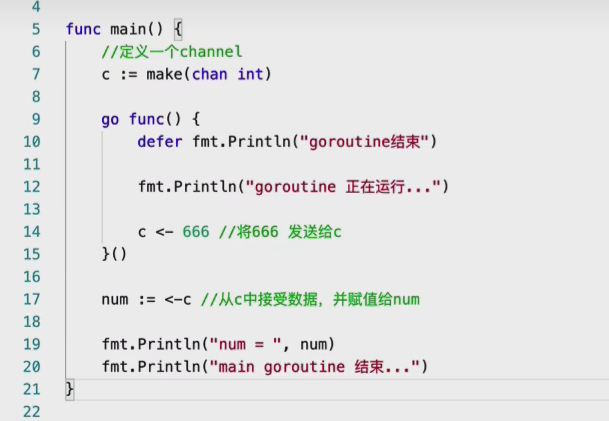 4
5 func main() {
6 //定义一个channel
7 c := make(chan int)
8
9 go func() {
10 defer fmt.Println("goroutine结束")
11
12 fmt.Println("goroutine 正在运行...")
13
14 c <- 666 //将666 发送给c
15 }()
16
17 num := <-c //从c中接受数据，并赋值给num
18
19 fmt.Println("num = ", num)
20 fmt.Println("main goroutine 结束...")
21 }
22